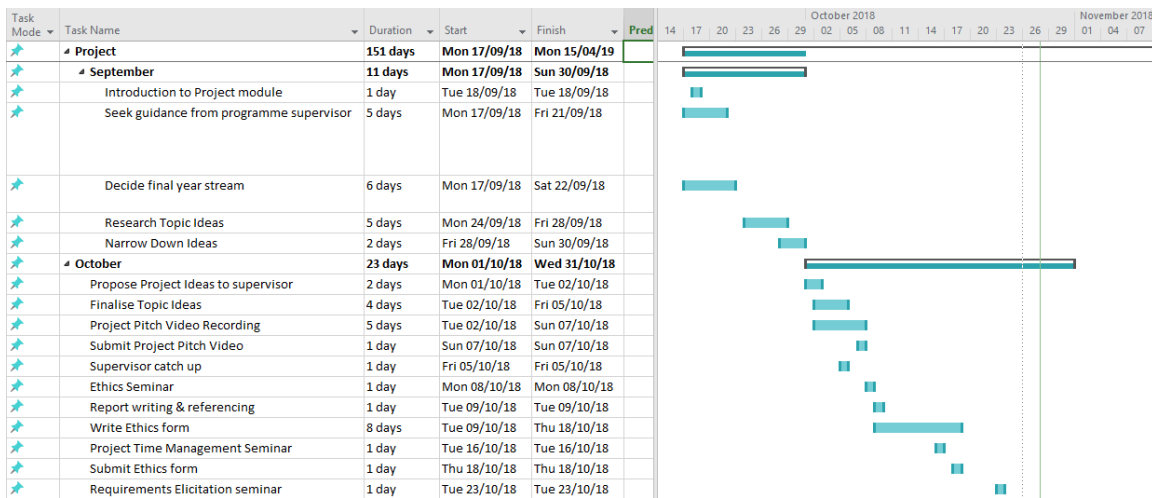 Task Mode Task Name Duration Start Finish Pred
October 2018 November 2018
14 17 20 23 26 29 02 05 08 11 14 17 20 23 26 29 01 04 07
Project 151 days Mon 17/09/18 Mon 15/04/19
September 11 days Mon 17/09/18 Sun 30/09/18
Introduction to Project module 1 day Tue 18/09/18 Tue 18/09/18
Seek guidance from programme supervisor 5 days Mon 17/09/18 Fri 21/09/18
Decide final year stream 6 days Mon 17/09/18 Sat 22/09/18
Research Topic Ideas 5 days Mon 24/09/18 Fri 28/09/18
Narrow Down Ideas 2 days Fri 28/09/18 Sun 30/09/18
October 23 days Mon 01/10/18 Wed 31/10/18
Propose Project Ideas to supervisor 2 days Mon 01/10/18 Tue 02/10/18
Finalise Topic Ideas 4 days Tue 02/10/18 Fri 05/10/18
Project Pitch Video Recording 5 days Tue 02/10/18 Sun 07/10/18
Submit Project Pitch Video 1 day Sun 07/10/18 Sun 07/10/18
Supervisor catch up 1 day Fri 05/10/18 Fri 05/10/18
Ethics Seminar 1 day Mon 08/10/18 Mon 08/10/18
Report writing & referencing 1 day Tue 09/10/18 Tue 09/10/18
Write Ethics form 8 days Tue 09/10/18 Thu 18/10/18
Project Time Management Seminar 1 day Tue 16/10/18 Tue 16/10/18
Submit Ethics form 1 day Thu 18/10/18 Thu 18/10/18
Requirements Elicitation seminar 1 day Tue 23/10/18 Tue 23/10/18